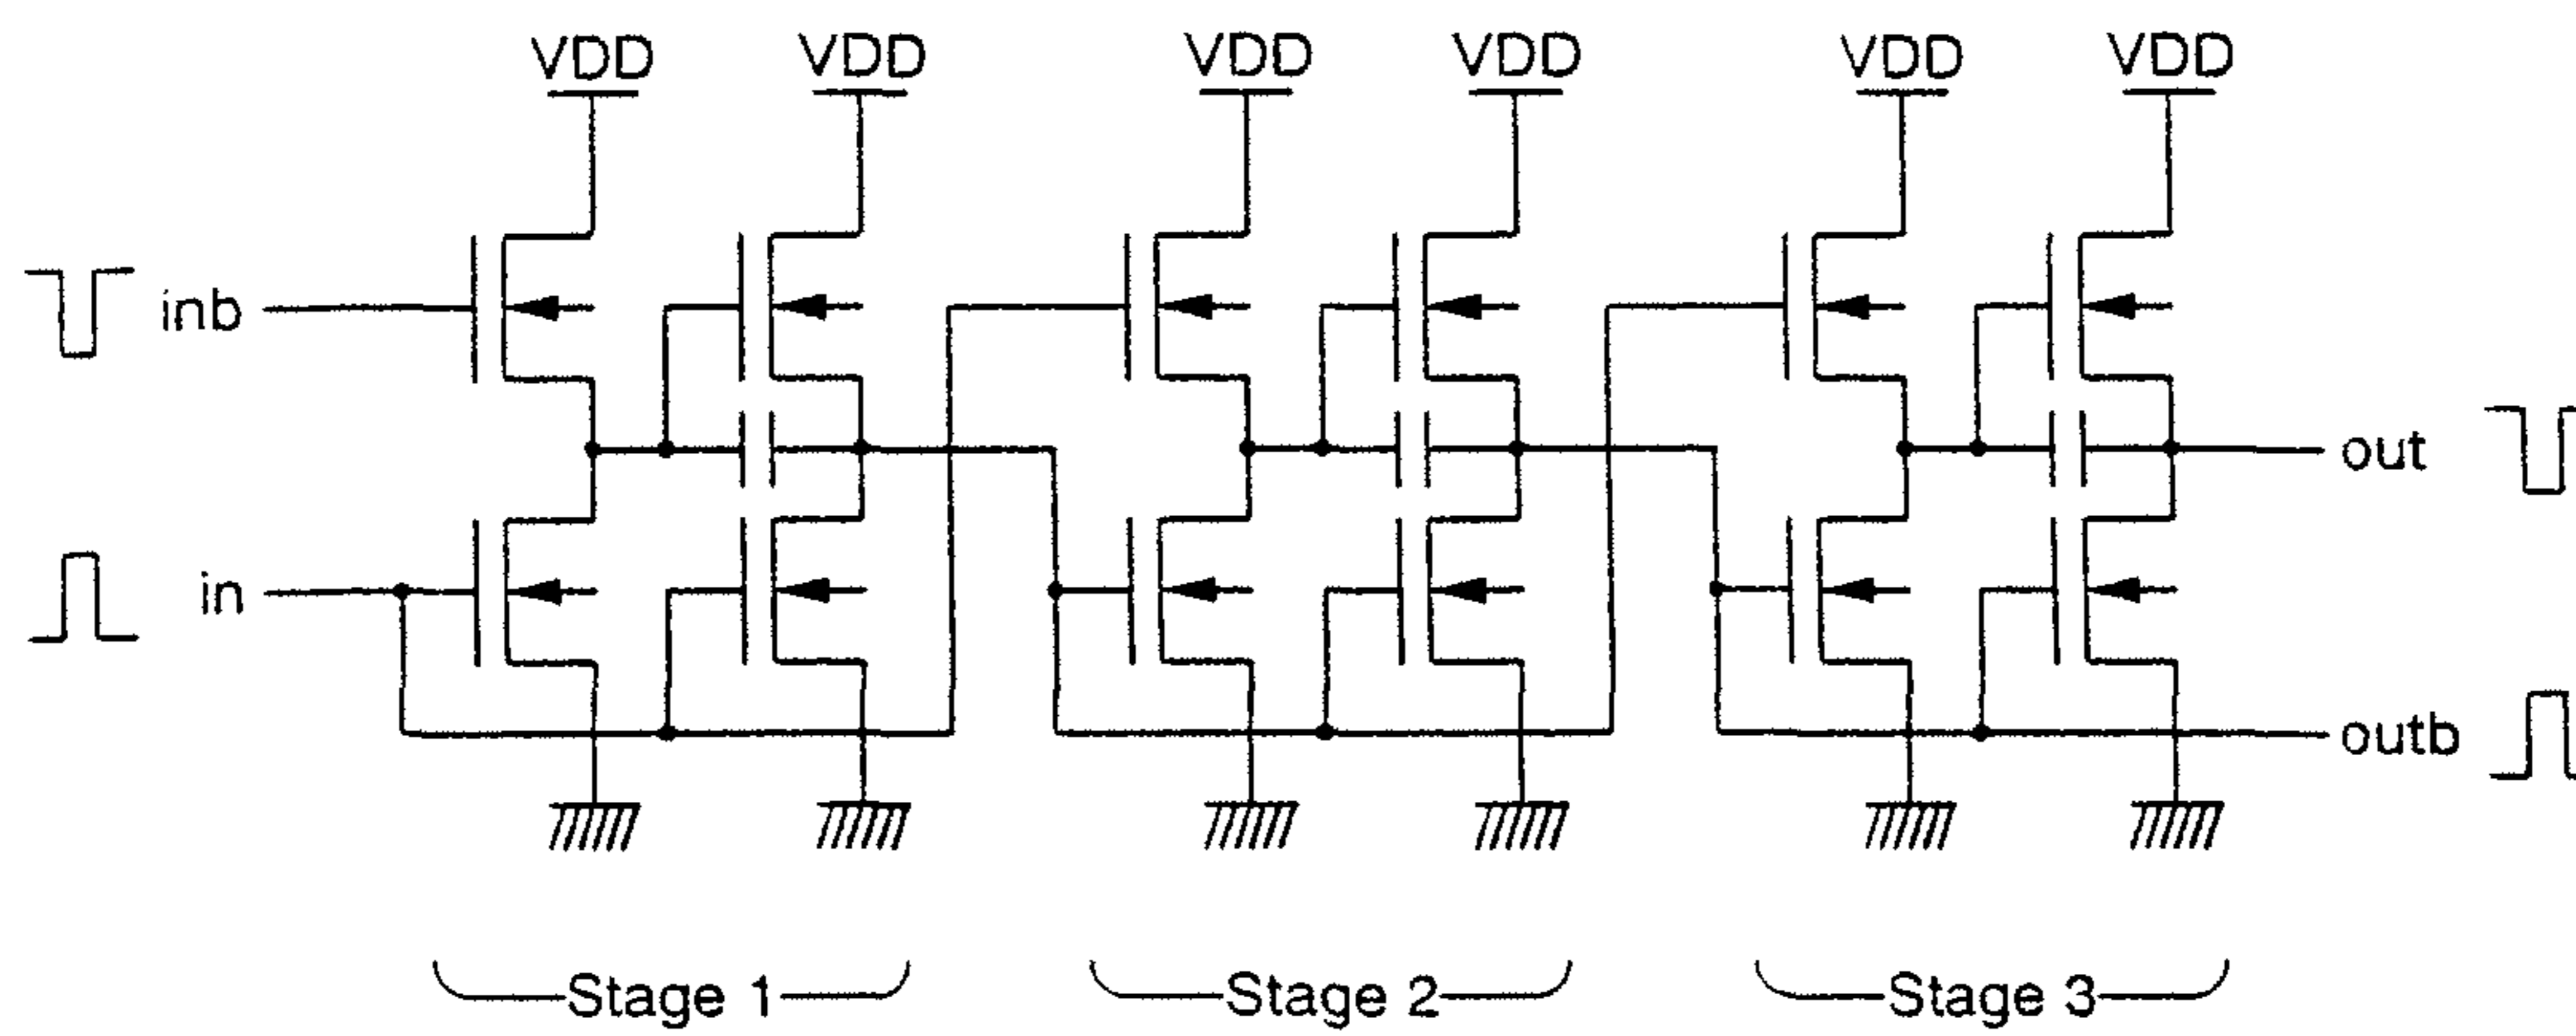 VDD VDD VDD VDD VDD VDD
inb
out
in
outb
Stage 1 Stage 2 Stage 3